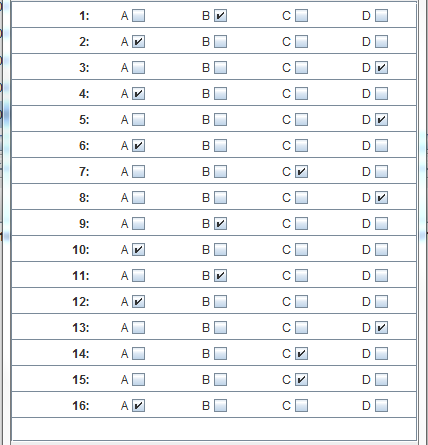 1: A B C D
2: A B C D
3: A B C D
4: A B C D
5: A B C D
6: A B C D
7: A B C D
8: A B C D
9: A B C D
10: A B C D
11: A B C D
12: A B C D
13: A B C D
14: A B C D
15: A B C D
16: A B C D